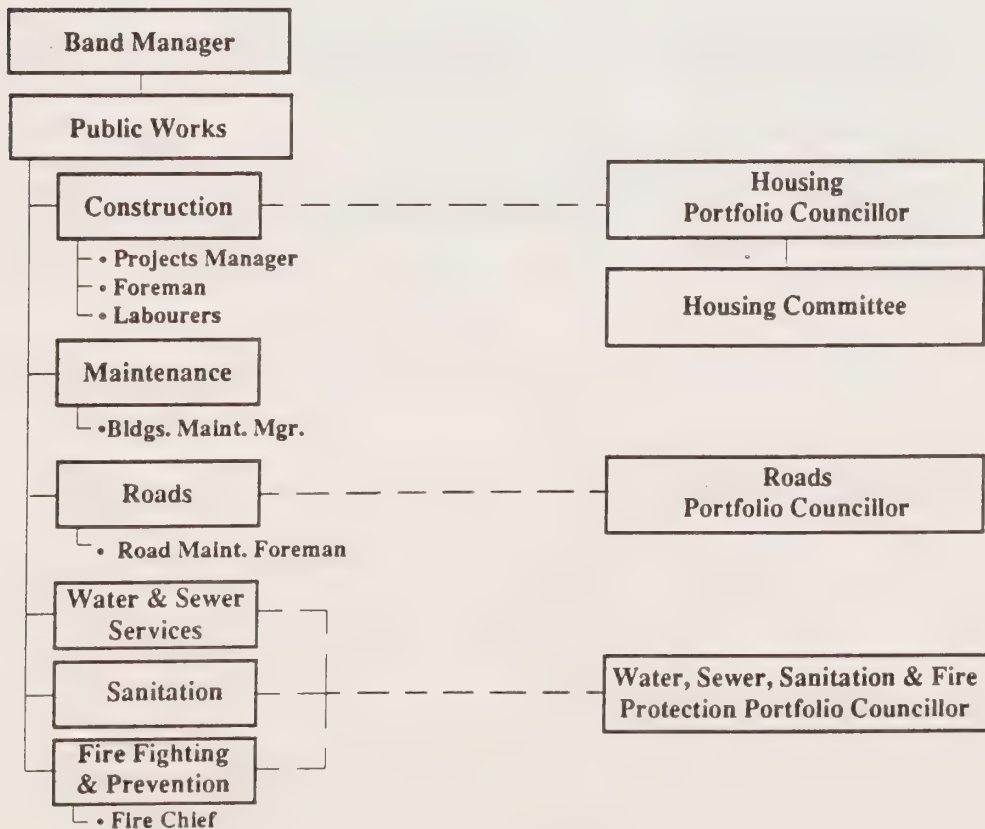 Band Manager
Public Works
Construction
• Projects Manager
• Foreman
• Labourers
Housing
Portfolio Councillor
Housing Committee
Maintenance
•Bldgs. Maint. Mgr.
Roads
• Road Maint. Foreman
Roads
Portfolio Councillor
Water & Sewer
Services
Sanitation
Fire Fighting
& Prevention
• Fire Chief
Water, Sewer, Sanitation & Fire
Protection Portfolio Councillor